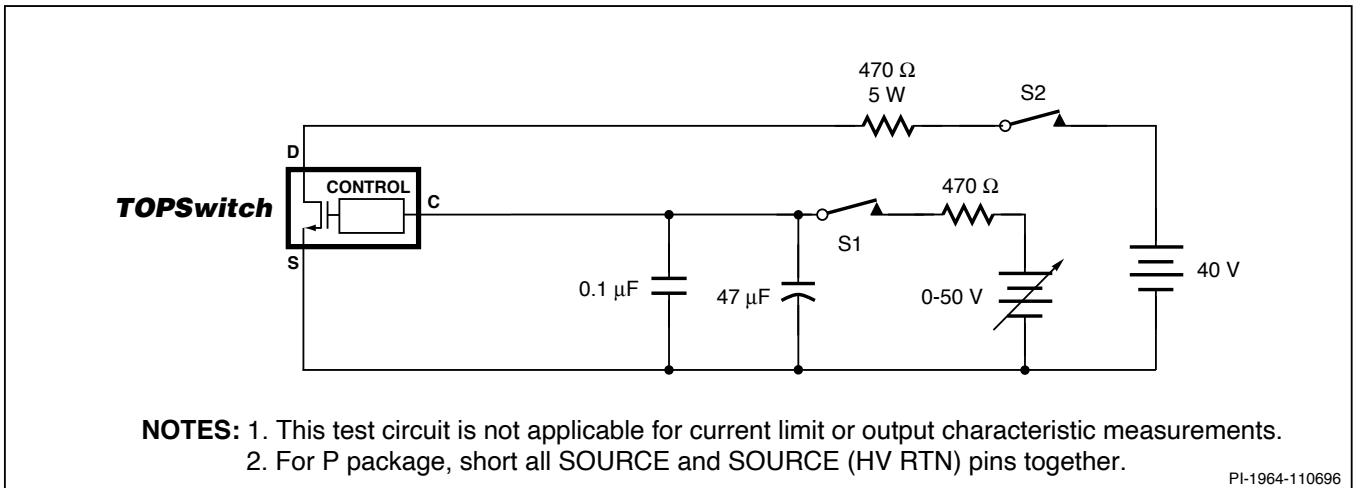 470 Ω
5 W
S2
D
CONTROL
C
TOPSwitch
470 Ω
S1
S
0.1 µF
47 µF
0-50 V
40 V
NOTES: 1. This test circuit is not applicable for current limit or output characteristic measurements.
2. For P package, short all SOURCE and SOURCE (HV RTN) pins together.
PI-1964-110696